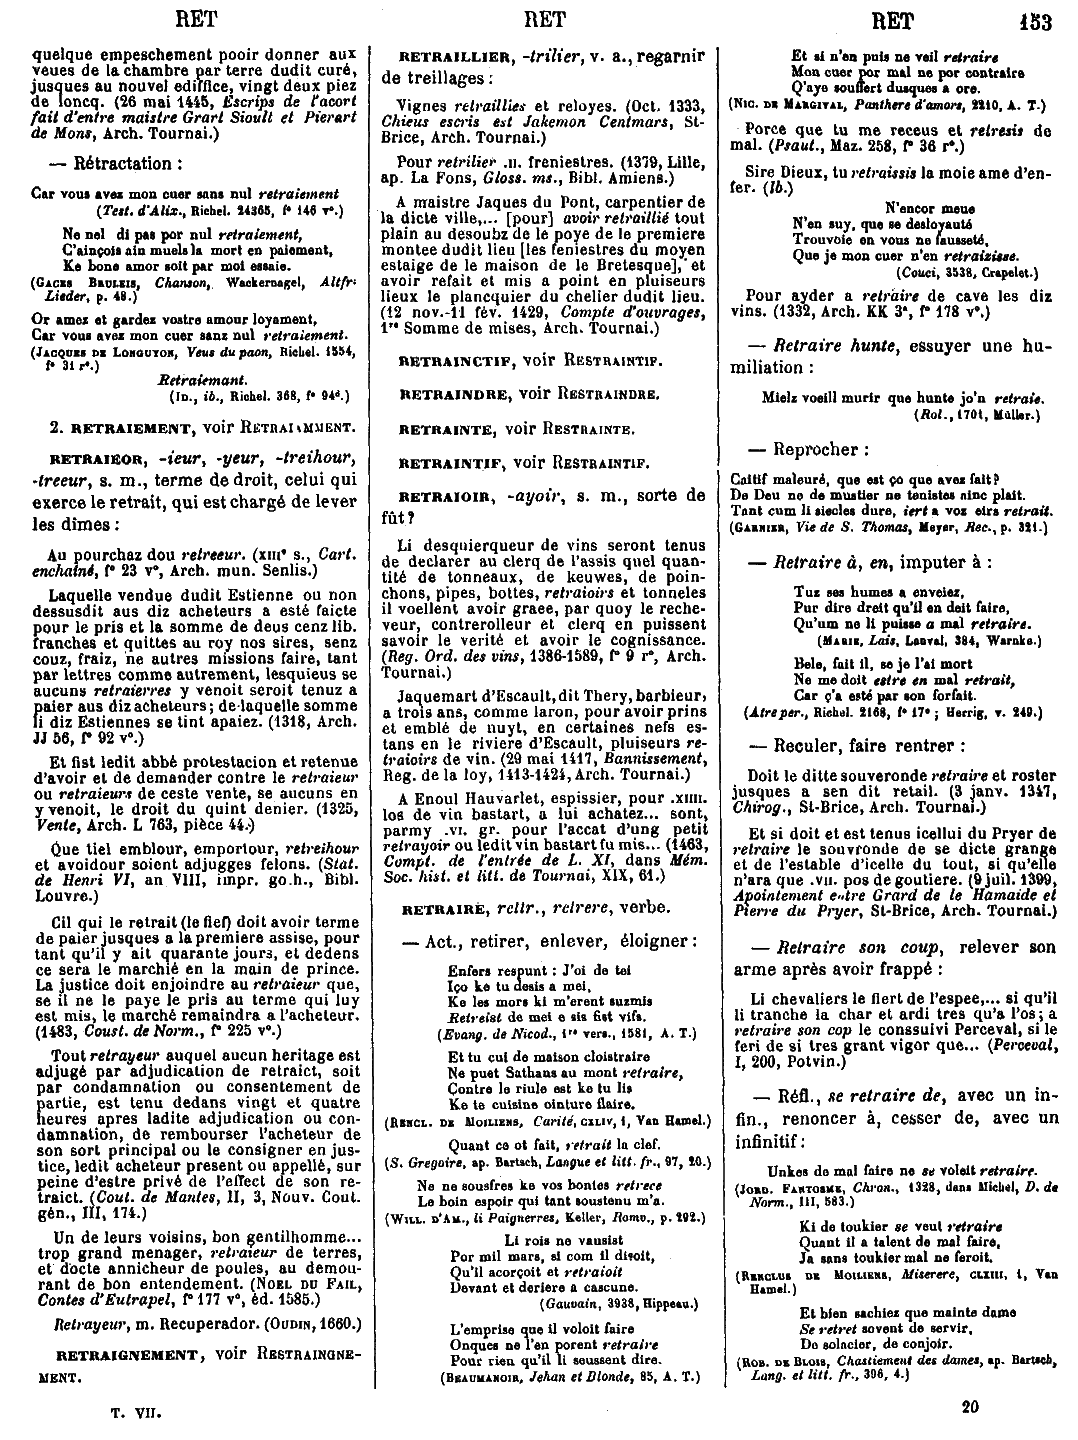 RET
RET
RET 153
quelque empeschement pooir donner aux
veues de la chambre par terre dudit curé,
jusques au nouvel ediffice, vingt deux piez
de loncq. (26 mai 1445, Escrips de l'acort
fait d'entre maistre Grart Sioult et Pierart
de Mons, Arch. Tournai.)
— Rétractation :
Car vous avez mon cuer sans nul retraiement
(Test. d'Alix., Richel. 24365, f° 146 v°.)
Ne nel di pas por nul retraiement,
C'ainçois ain muels la mort en paiement,
Ke bone amor soit par moi essaie.
(GACES BRULEIS, Chanson, Wackernagel, Altfr.
Lieder, p. 48.)
Or amez et gardez vostre amour loyament,
Car vous avez mon cuer sanz nul retraiement.
(JACQUES DE LONGUYON, Veus du paon, Richel. 1554,
f° 31 r°.)
Retraiemant.
(ID., ib., Richel. 368, f° 94d.)
2. RETRAIEMENT, voir RETRAIAMMENT.
RETRAIEOR, -ieur, -yeur, -treihour,
-treeur, s. m., terme de droit, celui qui
exerce le retrait, qui est chargé de lever
les dîmes :
Au pourchaz dou retreeur. (XIIIe s., Cart.
enchaîné, f° 23 v°, Arch. mun. Senlis.)
Laquelle vendue dudit Estienne ou non
dessusdit aus diz acheteurs a esté faicte
pour le pris et la somme de deus cenz lib.
franches et quittes au roy nos sires, senz
couz, fraiz, ne autres missions faire, tant
par lettres comme autrement, lesquieus se
aucuns retraierres y venoit seroit tenuz a
paier aus diz acheteurs; de laquelle somme
li diz Estiennes se tint apaiez. (1318, Arch.
JJ 56, f° 92 v°.)
Et fist ledit abbé protestacion et retenue
d'avoir et de demander contre le retraieur
ou retraieurs de ceste vente, se aucuns en
y venoit, le droit du quint denier. (1325,
Vente, Arch. L 763, pièce 44.)
Que tiel emblour, emportour, retreihour
et avoidour soient adjugges felons. (Stat.
de Henri VI, an VIII, impr. goth., Bibl.
Louvre.)
Cil qui le retrait (le fief) doit avoir terme
de paier jusques a la premiere assise, pour
tant qu'il y ait quarante jours, et dedens
ce sera le marchié en la main de prince.
La justice doit enjoindre au retraieur que,
se il ne le paye le pris au terme qui luy
est mis, le marché remaindra a l'acheteur.
(1483, Coust. de Norm., f° 225 v°.)
Tout retrayeur auquel aucun heritage est
adjugé par adjudication de retraict, soit
par condamnation ou consentement de
partie, est tenu dedans vingt et quatre
heures apres ladite adjudication ou con-
damnation, de rembourser l'acheteur de
son sort principal ou le consigner en jus-
tice, ledit acheteur present ou appellé, sur
peine d'estre privé de l'effect de son re-
traict. (Cout. de Mantes, II, 3, Nouv. Cout.
gén., III, 174.)
Un de leurs voisins, bon gentilhomme...
trop grand menager, retraieur de terres,
et docte annicheur de poules, au demou-
rant de bon entendement. (NOEL DU FAIL,
Contes d'Eutrapel, f° 177 v°, éd. 1585.)
Retrayeur, m. Recuperador. (OUDIN, 1660.)
RETRAIGNEMENT, voir RESTRAINGNE-
MENT.
T. VII.
RETRAILLIER, -trilier, v. a., regarnir
de treillages :
Vignes retraillies et reloyes. (Oct. 1333,
Chieus escris est Jakemon Centmars, St-
Brice, Arch. Tournai.)
Pour retrilier .II. freniestres. (1379, Lille,
ap. La Fons, Gloss. ms., Bibl. Amiens.)
A maistre Jaques du Pont, carpentier de
la dicte ville,... [pour] avoir retraillié tout
plain au desoubz de le poye de le premiere
montee dudit lieu [les fenestres du moyen
estaige de le maison de le Bretesque], et
avoir refait et mis a point en pluiseurs
lieux le plancquier du chelier dudit lieu.
(12 nov.-11 fév. 1429, Compte d'ouvrages,
1re Somme de mises, Arch. Tournai.)
RETRAINCTIF, voir RESTRAINTIF.
RETRAINDRE, voir RESTRAINDRE.
RETRAINTE, voir RESTRAINTE.
RETRAINTIF, voir RESTRAINTIF.
RETRAIOIR, -ayoir, s. m., sorte de
fût?
Li desquierqueur de vins seront tenus
de declarer au clerq de l'assis quel quan-
tité de tonneaux, de keuwes, de poin-
chons, pipes, bottes, retraioirs et tonneles
il voellent avoir graee, par quoy le reche-
veur, contrerolleur et clerq en puissent
savoir le verité et avoir le cognissance.
(Reg. Ord. des vins, 1386-1589, f° 9 r°, Arch.
Tournai.)
Jaquemart d'Escault, dit Thery, barbieur,
a trois ans, comme laron, pour avoir prins
et emblé de nuyt, en certaines nefs es-
tans en le riviere d'Escault, pluiseurs re-
traioirs de vin. (29 mai 1417, Bannissement,
Reg. de la loy, 1413-1424, Arch. Tournai.)
A Enoul Hauvarlet, espissier, pour .XIIII.
los de vin bastart, a lui achatez... sont,
parmy .VI. gr. pour l'accat d'ung petit
retrayoir ou ledit vin bastart fu mis... (1463,
Compt. de l'entrée de L. XI, dans Mém.
Soc. hist. et litt. de Tournai, XIX, 61.)
RETRAIRE, rettr., retrere, verbe.
— Act., retirer, enlever, éloigner :
Enfers respunt : J'oi de tei
Iço ke tu desis a mei,
Ke les mors ki m'erent suzmis
Retreist de mei e sis fist vifs.
(Evang. de Nicod., 1re vers., 1581, A. T.)
Et tu cui de maison cloistraire
Ne puet Sathans au mont retraire,
Contre le riule est ke tu lis
Ke te cuisine ointure flaire.
(RENCL. DE MOILIENS, Carité, CXLIV, 1, Van Hamel.)
Quant ce ot fait, retrait la clef.
(S. Gregoire, ap. Bartsch, Langue et litt. fr., 97, 20.)
Ne ne sousfres ke vos bontes retrece
Le boin espoir qui tant soustenu m'a.
(WILL. D'AM., li Paignerres, Keller, Romv., p. 292.)
Li rois ne vausist
Por mil mars, si com il disoit,
Qu'il acorçoit et retraioit
Devant et deriere a cascune.
(Gauvain, 3938, Hippeau.)
L'emprise que il voloit faire
Onques ne l'en porent retraire
Pour rien qu'il li seussent dire.
(BEAUMANOIR, Jehan et Blonde, 85, A. T.)
Et si n'en puis ne veil retraire
Mon cuer por mal ne por contraire
Q'aye souffert dusques a ore.
(NIC. DE MARGIVAL, Panthere d'amors, 2210, A. T.)
Porce que tu me receus et retresis de
mal. (Psaut., Maz. 258, f° 36 r°.)
Sire Dieux, tu retraissis la moie ame d'en-
fer. (Ib.)
N'encor meue
N'en suy, que se desloyauté
Trouvoie en vous ne fausseté,
Que je mon cuer n'en retraizisse.
(Couci, 3538, Crapelet.)
Pour ayder a retraire de cave les diz
vins. (1332, Arch. KK 3a, f° 178 v°.)
— Retraire hunte, essuyer une hu-
miliation :
Mielz voeill murir que hunte jo'n retraie.
(Rol., 1701, Müller.)
— Reprocher :
Caitif maleuré, que est ço que avez fait?
De Deu ne de mustier ne tenistes ainc plait.
Tant cum li siecles dure, iert a voz eirs retrait.
(GARNIER, Vie de S. Thomas, Meyer, Rec., p. 321.)
— Retraire à, en, imputer à :
Tuz ses humes a enveiez,
Pur dire dreit qu'il en deit faire,
Qu'um ne li puisse a mal retraire.
(MARIE, Lais, Lanval, 384, Warnke.)
Bele, fait il, se je l'ai mort
Ne me doit estre en mal retrait,
Car ç'a esté par son forfait.
(Atre per., Richel. 2168, f° 17c ; Herrig, v. 249.)
— Reculer, faire rentrer :
Doit le ditte souveronde retraire et roster
jusques a sen dit retail. (3 janv. 1347,
Chirog., St-Brice, Arch. Tournai.)
Et si doit et est tenus icellui du Pryer de
retraire le souvronde de se dicte grange
et de l'estable d'icelle du tout, si qu'elle
n'ara que .VII. pos de goutiere. (9 juil. 1399,
Apointement entre Grard de le Hamaide et
Pierre du Pryer, St-Brice, Arch. Tournai.)
— Retraire son coup, relever son
arme après avoir frappé :
Li chevaliers le fiert de l'espee,... si qu'il
li tranche la char et ardi tres qu'a l'os; a
retraire son cop le conssuivi Perceval, si le
feri de si tres grant vigor que... (Perceval,
I, 200, Potvin.)
— Réfl., se retraire de, avec un in-
fin., renoncer à, cesser de, avec un
infinitif :
Unkes de mal faire ne se voleit retraire.
(JORD. FANTOSME, Chron., 1328, dans Michel, D. de
Norm., III, 583.)
Ki de toukier se veut retraire
Quant il a talent de mal faire,
Ja sans toukier mal ne feroit.
(RENCLUS DE MOILIENS, Miserere, CLXIII, 1, Van
Hamel.)
Et bien sachiez que mainte dame
Se retret sovent de servir,
De solacier, de conjoir.
(ROB. DE BLOIS, Chastiement des dames, ap. Bartsch,
Lang. et litt. fr., 396, 4.)
20